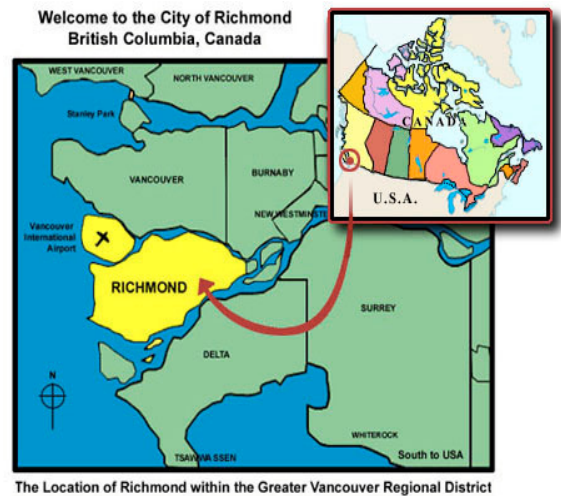 Welcome to the City of Richmond
British Columbia, Canada
WEST VANCOUVER
NORTH VANCOUVER
Stanley Park
CANADA
U.S.A.
VANCOUVER
BURNABY
NEW WESTMINSTER
Vancouver
International
Airport
RICHMOND
SURREY
DELTA
N
WHITEROCK
TSAWWASSEN
South to USA
The Location of Richmond within the Greater Vancouver Regional District